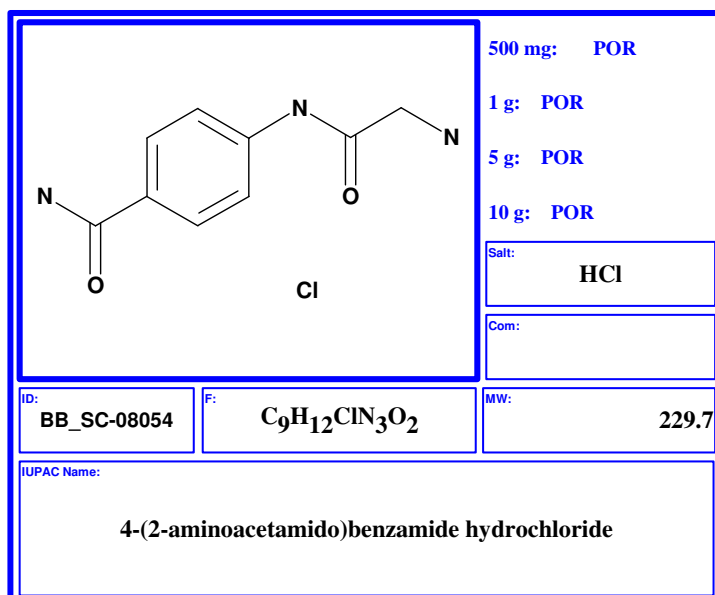 500 mg: POR
1 g: POR
5 g: POR
10 g: POR
N
N
N
O
O
Cl
Salt:
HCl
Com:
ID:
BB_SC-08054
F:
C9H12ClN3O2
MW:
229.7
IUPAC Name:
4-(2-aminoacetamido)benzamide hydrochloride